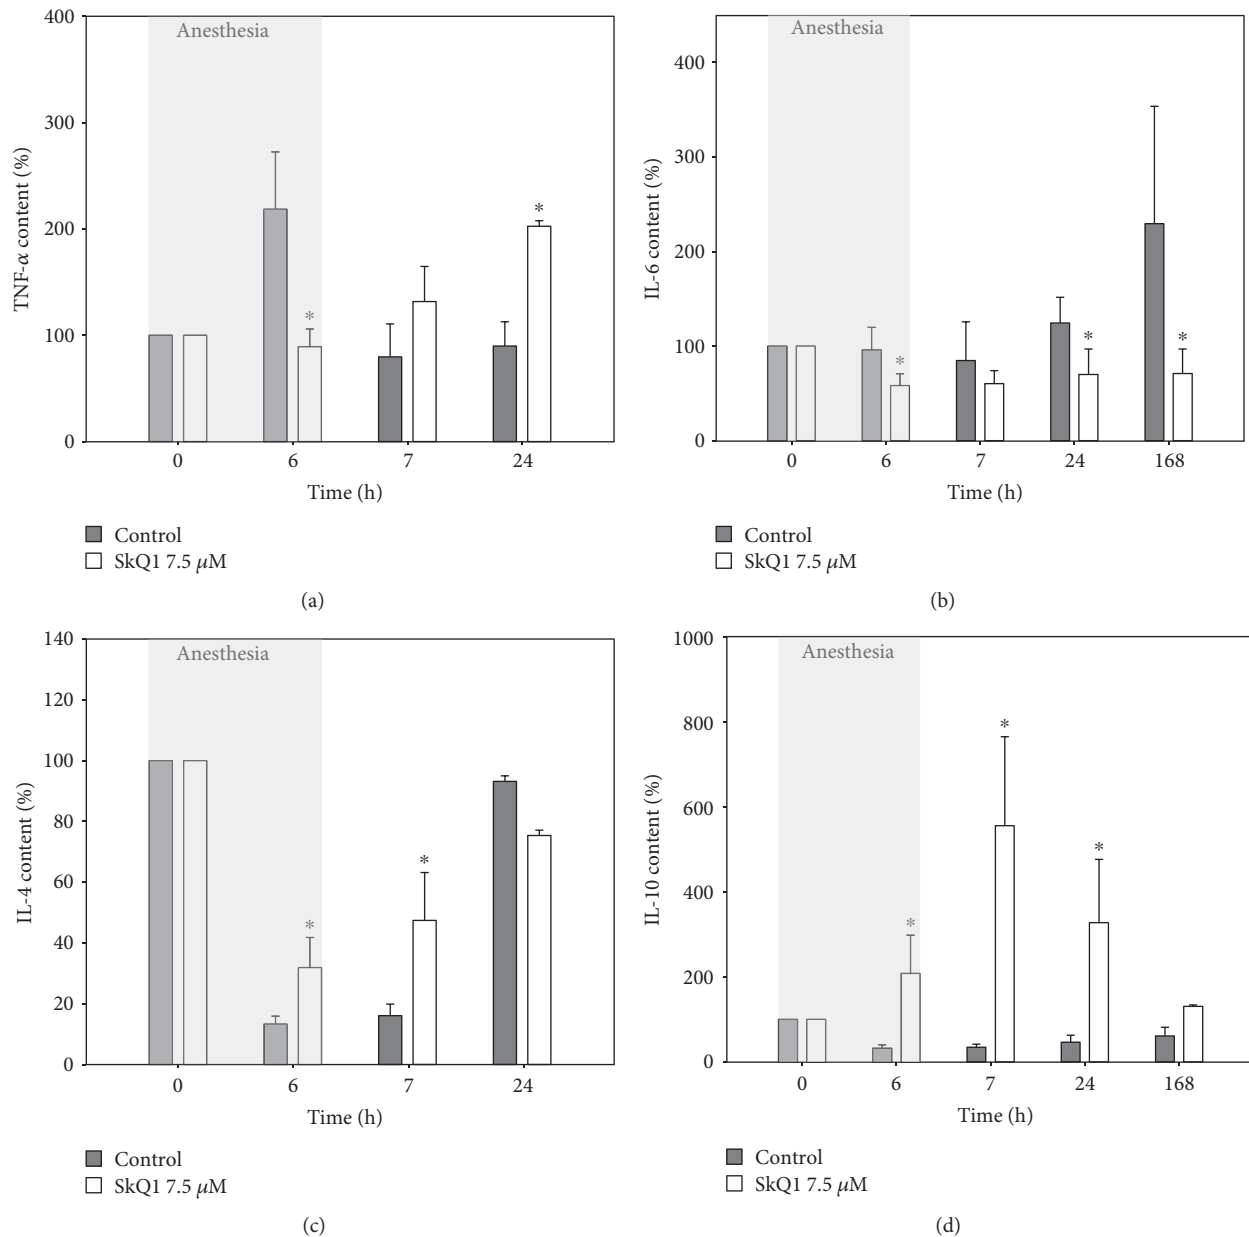 400
300
200
100
0
TNF-α content (%)
Anesthesia
*
*
0 6 7 24
Time (h)
Control
SkQ1 7.5 μM
(a)
400
300
200
100
0
IL-6 content (%)
Anesthesia
*
*
*
0 6 7 24 168
Time (h)
Control
SkQ1 7.5 μM
(b)
140
120
100
80
60
40
20
0
IL-4 content (%)
Anesthesia
*
*
0 6 7 24
Time (h)
Control
SkQ1 7.5 μM
(c)
1000
800
600
400
200
0
IL-10 content (%)
Anesthesia
*
*
*
0 6 7 24 168
Time (h)
Control
SkQ1 7.5 μM
(d)